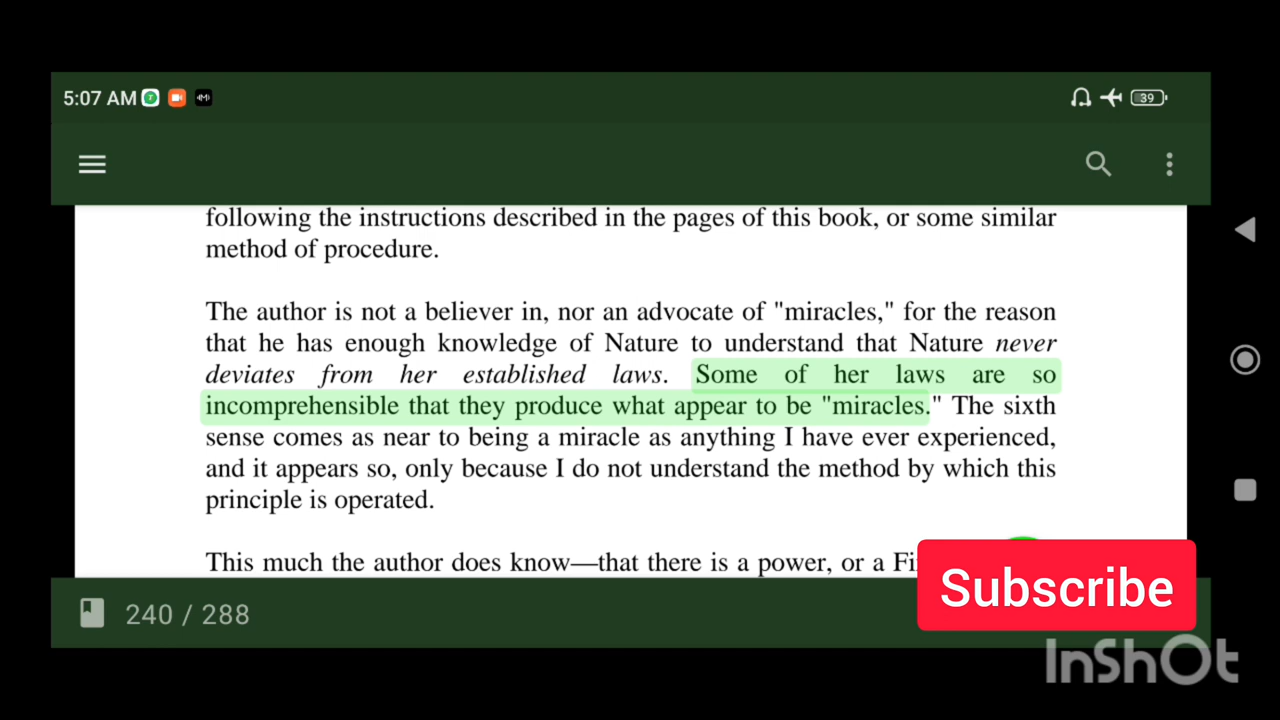 5:07 AM
39
following the instructions described in the pages of this book, or some similar
method of procedure.
The author is not a believer in, nor an advocate of "miracles," for the reason
that he has enough knowledge of Nature to understand that Nature never
deviates from her established laws. Some of her laws are so
incomprehensible that they produce what appear to be "miracles." The sixth
sense comes as near to being a miracle as anything I have ever experienced,
and it appears so, only because I do not understand the method by which this
principle is operated.
This much the author does know—that there is a power, or a
Subscribe
240 / 288
InShOt